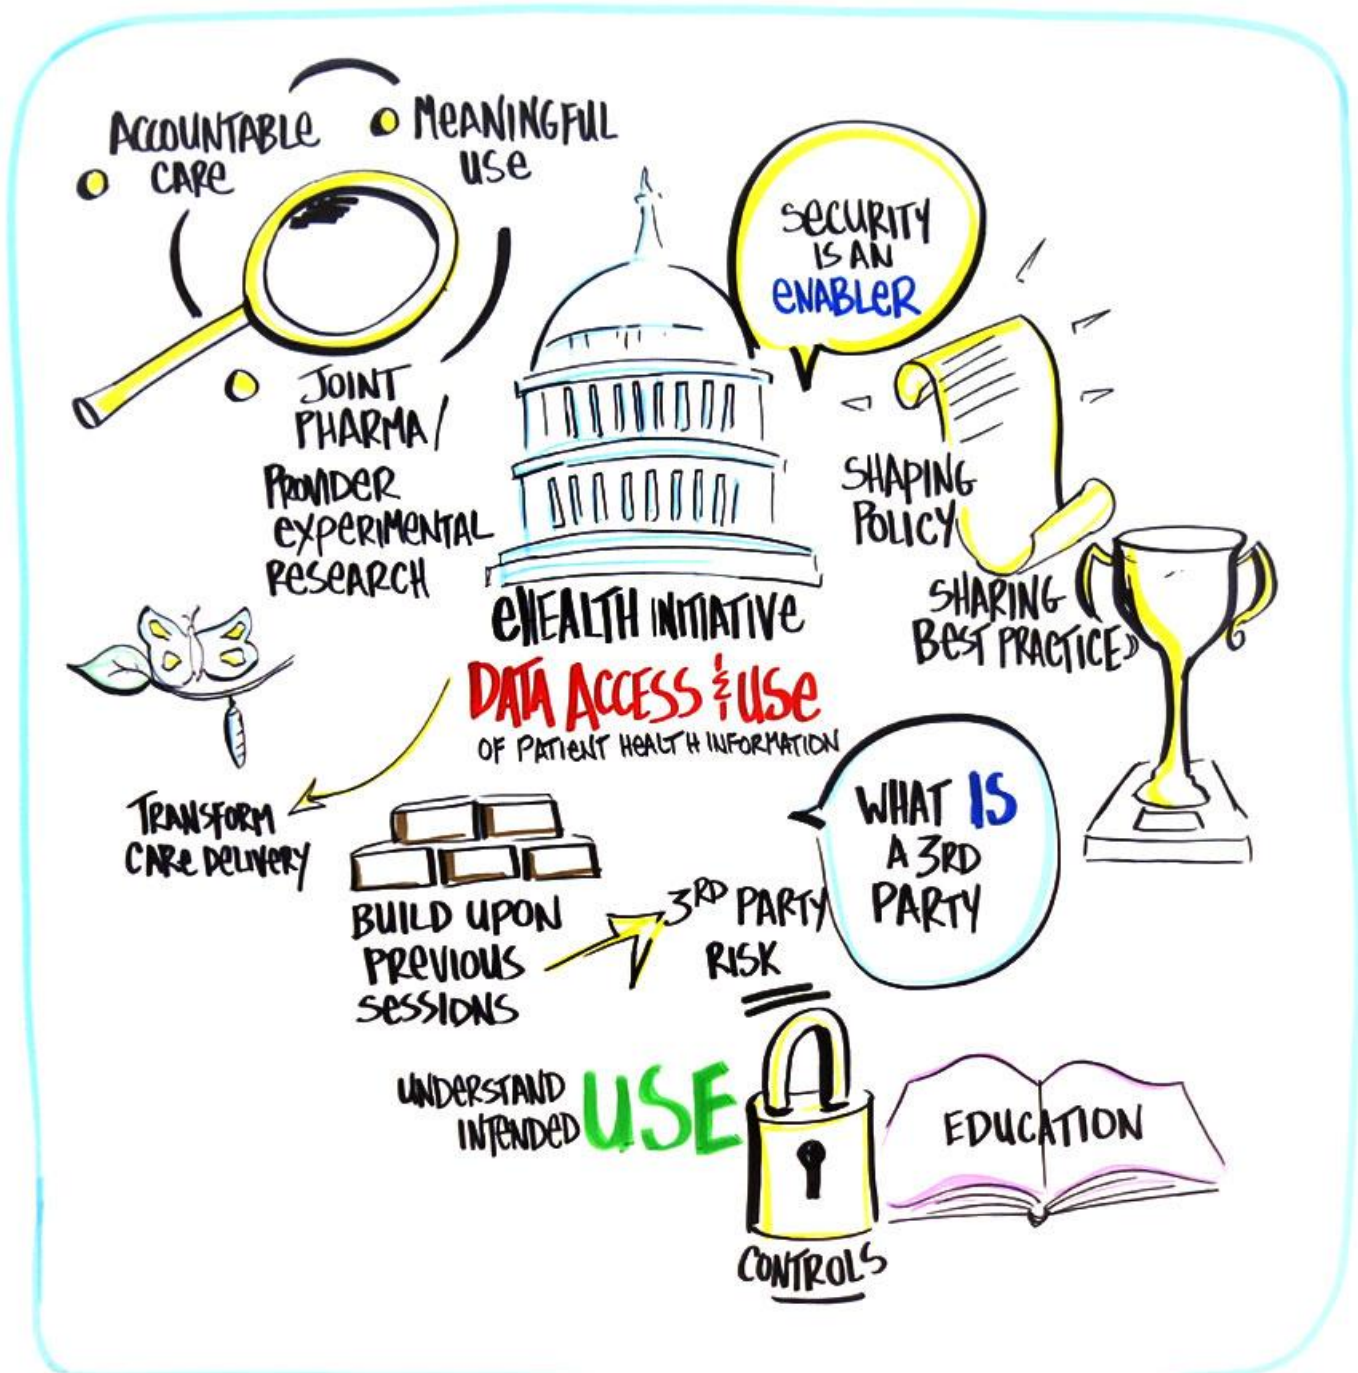 ACCOUNTABLE
CARE
MEANINGFUL
USE
JOINT
PHARMA/
PROVIDER
EXPERIMENTAL
RESEARCH
SECURITY
IS AN
ENABLER
SHAPING
POLICY
SHARING
BEST PRACTICES
EHEALTH INITIATIVE
DATA ACCESS & USE
OF PATIENT HEALTH INFORMATION
TRANSFORM
CARE DELIVERY
BUILD UPON
PREVIOUS
SESSIONS
3RD PARTY
RISK
WHAT IS
A 3RD
PARTY
UNDERSTAND
INTENDED USE
CONTROLS
EDUCATION